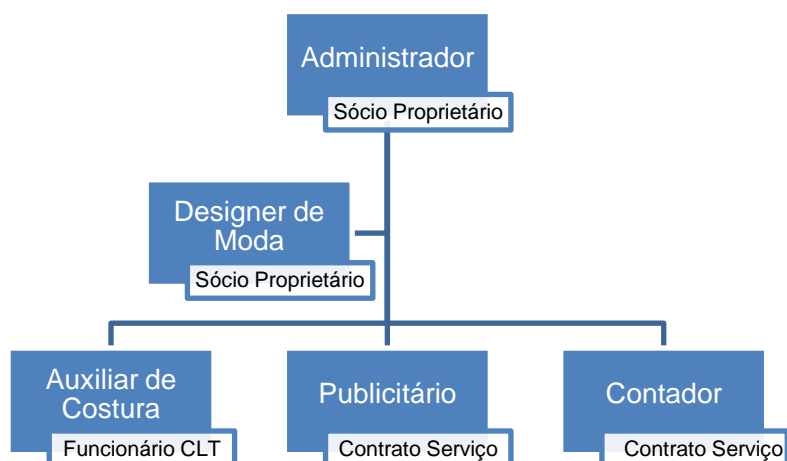 Administrador
Sócio Proprietário
Designer de
Moda
Sócio Proprietário
Auxiliar de
Costura
Funcionário CLT
Publicitário
Contrato Serviço
Contador
Contrato Serviço